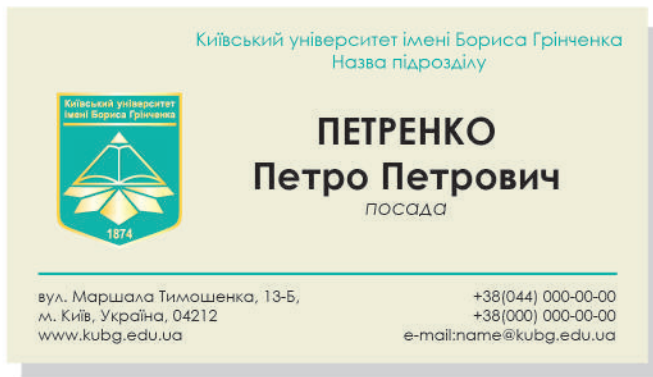 Київський університет імені Бориса Грінченка
Назва підрозділу
Київський університет
імені Бориса Грінченка
1874
ПЕТРЕНКО
Петро Петрович
посада
вул. Маршала Тимошенка, 13-Б,
м. Київ, Україна, 04212
www.kubg.edu.ua
+38(044) 000-00-00
+38(000) 000-00-00
e-mail:name@kubg.edu.ua